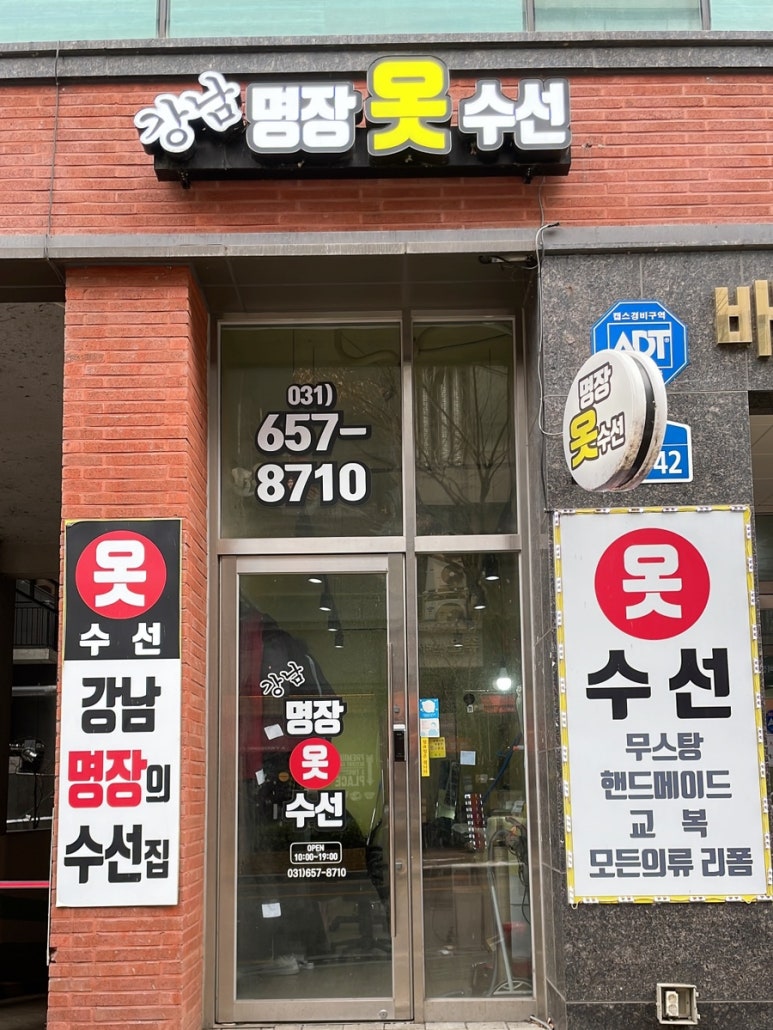 강남 명장 옷 수선
캡스경비구역
ADT
바
명장
옷수선
42
031)
657-
8710
옷
수선
강남
명장의
수선집
강남
명장
옷
수선
OPEN
10:00~19:00
031)657-8710
옷
수선
무스탕
핸드메이드
교복
모든의류 리폼